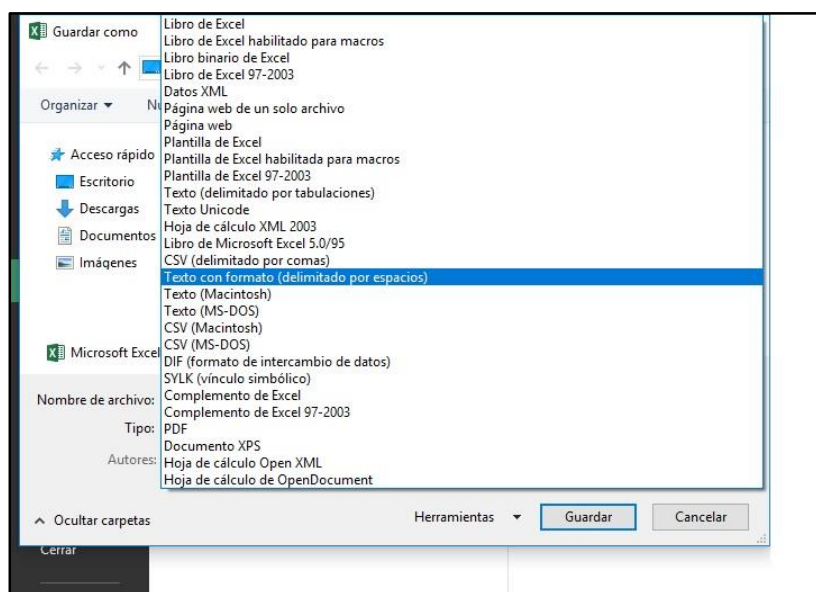 Guardar como
Organizar
Nu
Acceso rápido
Escritorio
Descargas
Documentos
Imágenes
Microsoft Excel
Libro de Excel
Libro de Excel habilitado para macros
Libro binario de Excel
Libro de Excel 97-2003
Datos XML
Página web de un solo archivo
Página web
Plantilla de Excel
Plantilla de Excel habilitada para macros
Plantilla de Excel 97-2003
Texto (delimitado por tabulaciones)
Texto Unicode
Hoja de cálculo XML 2003
Libro de Microsoft Excel 5.0/95
CSV (delimitado por comas)
Texto con formato (delimitado por espacios)
Texto (Macintosh)
Texto (MS-DOS)
CSV (Macintosh)
CSV (MS-DOS)
DIF (formato de intercambio de datos)
SYLK (vínculo simbólico)
Complemento de Excel
Complemento de Excel 97-2003
PDF
Documento XPS
Hoja de cálculo Open XML
Hoja de cálculo de OpenDocument
Nombre de archivo:
Tipo:
Autores:
Ocultar carpetas
Herramientas
Guardar
Cancelar
Cerrar